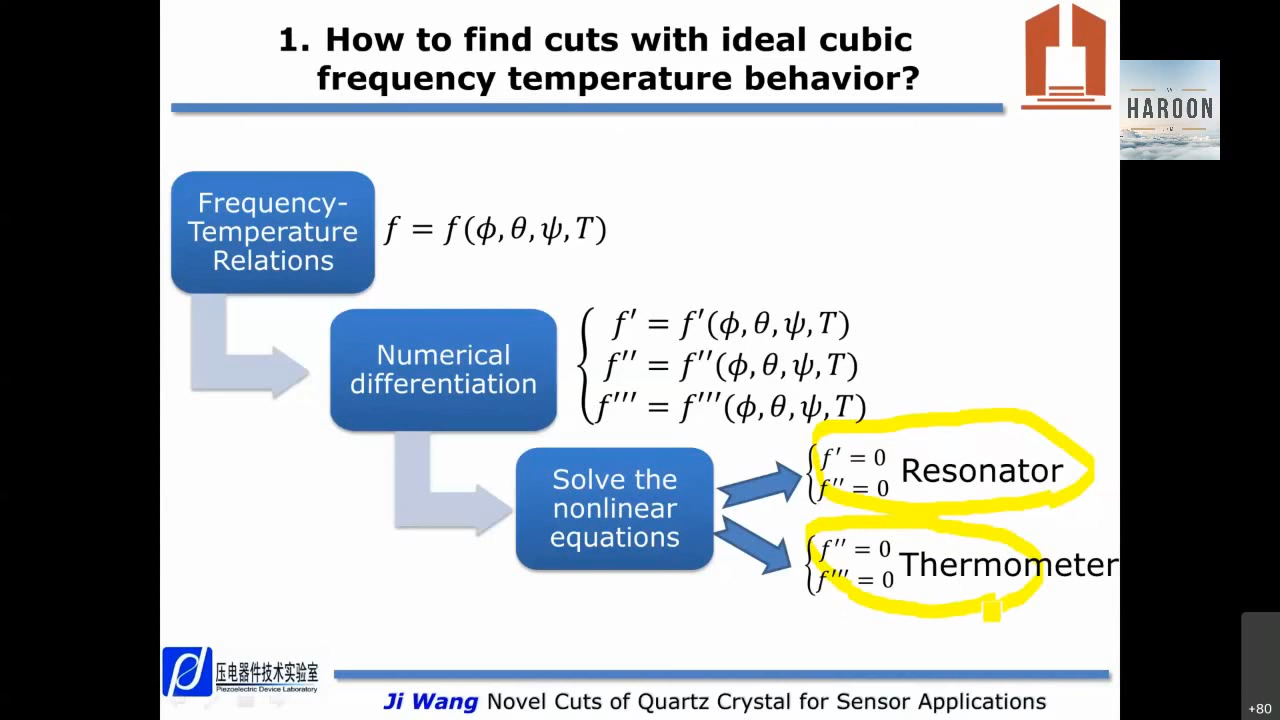 1. How to find cuts with ideal cubic
frequency temperature behavior?
HAROON
Frequency-
Temperature
Relations
f = f(ϕ, θ, ψ, T)
Numerical
differentiation
f′ = f′(ϕ, θ, ψ, T)
f′′ = f′′(ϕ, θ, ψ, T)
f′′′ = f′′′(ϕ, θ, ψ, T)
Solve the
nonlinear
equations
f′ = 0
f′′ = 0
Resonator
f′′ = 0
f′′′ = 0
Thermometer
压电器件技术实验室
Piezoelectric Device Laboratory
Ji Wang Novel Cuts of Quartz Crystal for Sensor Applications
+80